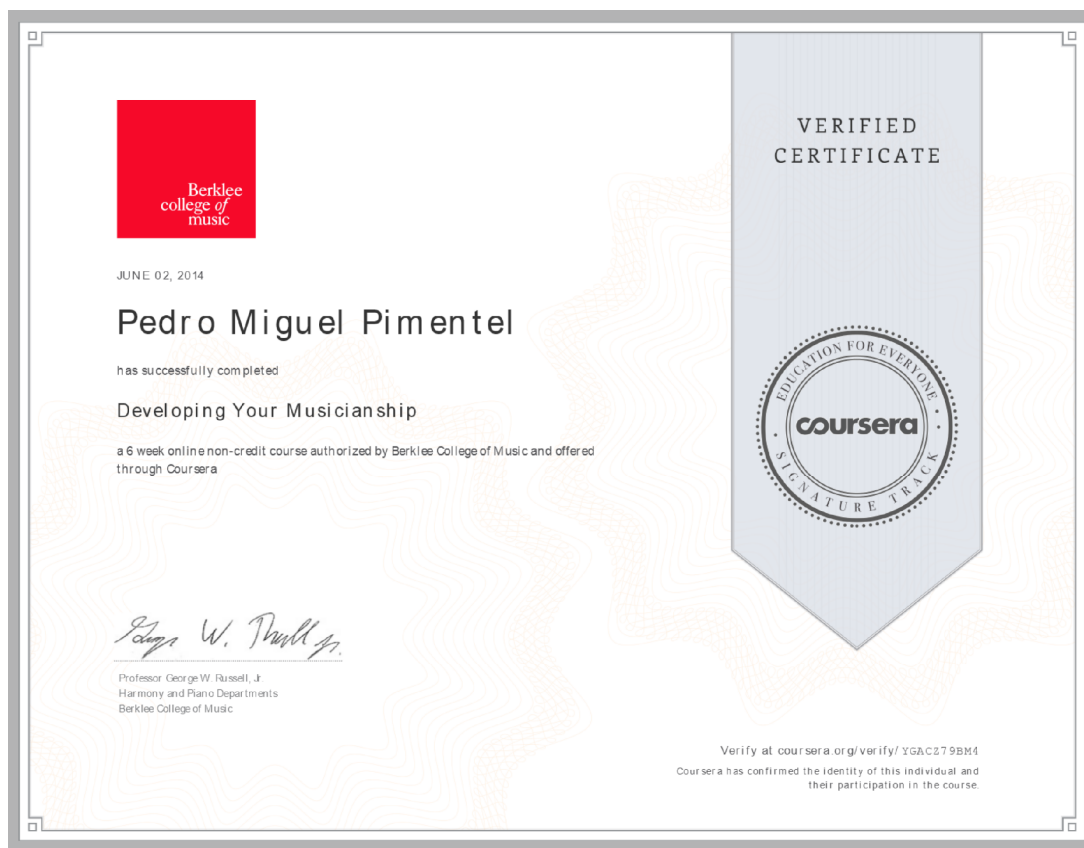 Berklee
college of
music
VERIFIED
CERTIFICATE
JUNE 02, 2014
Pedro Miguel Pimentel
has successfully completed
Developing Your Musicianship
a 6 week online non-credit course authorized by Berklee College of Music and offered
through Coursera
EDUCATION FOR EVERYONE
coursera
SIGNATURE TRACK
Professor George W. Russell, Jr.
Harmony and Piano Departments
Berklee College of Music
Verify at coursera.org/verify/YGACZ79BM4
Coursera has confirmed the identity of this individual and
their participation in the course.